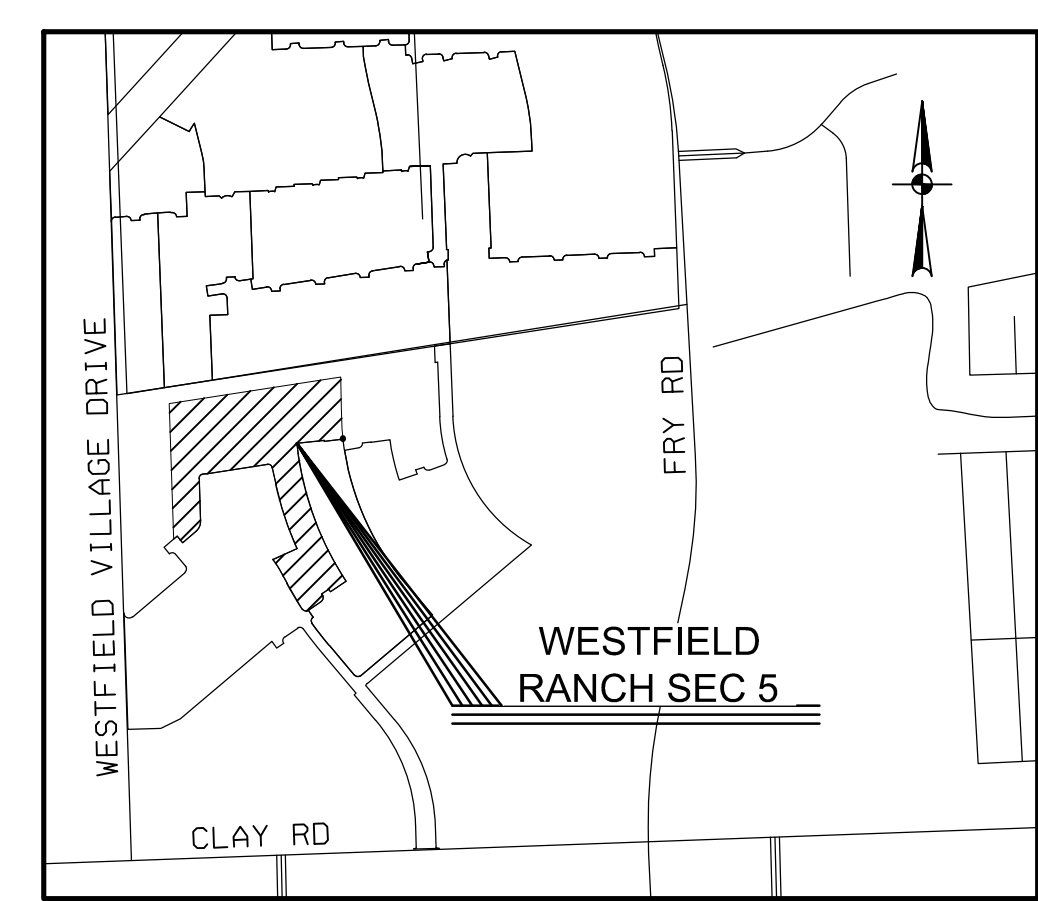 WESTFIELD VILLAGE DRIVE
FRY RD
WESTFIELD
RANCH SEC 5
CLAY RD